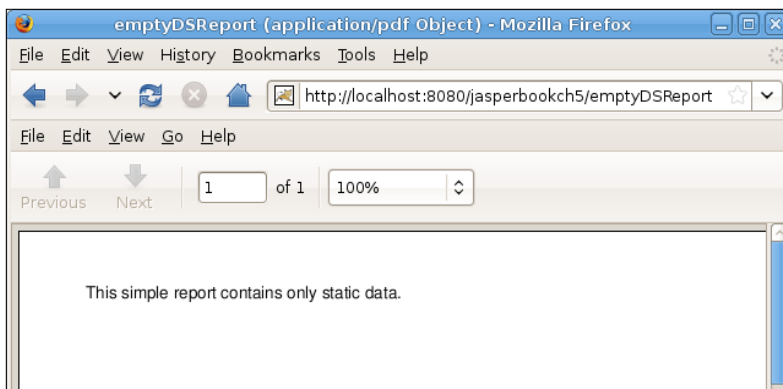 emptyDSReport (application/pdf Object) - Mozilla Firefox
File Edit View History Bookmarks Tools Help
http://localhost:8080/jasperbookch5/emptyDSReport
File Edit View Go Help
Previous Next 1 of 1 100%
This simple report contains only static data.